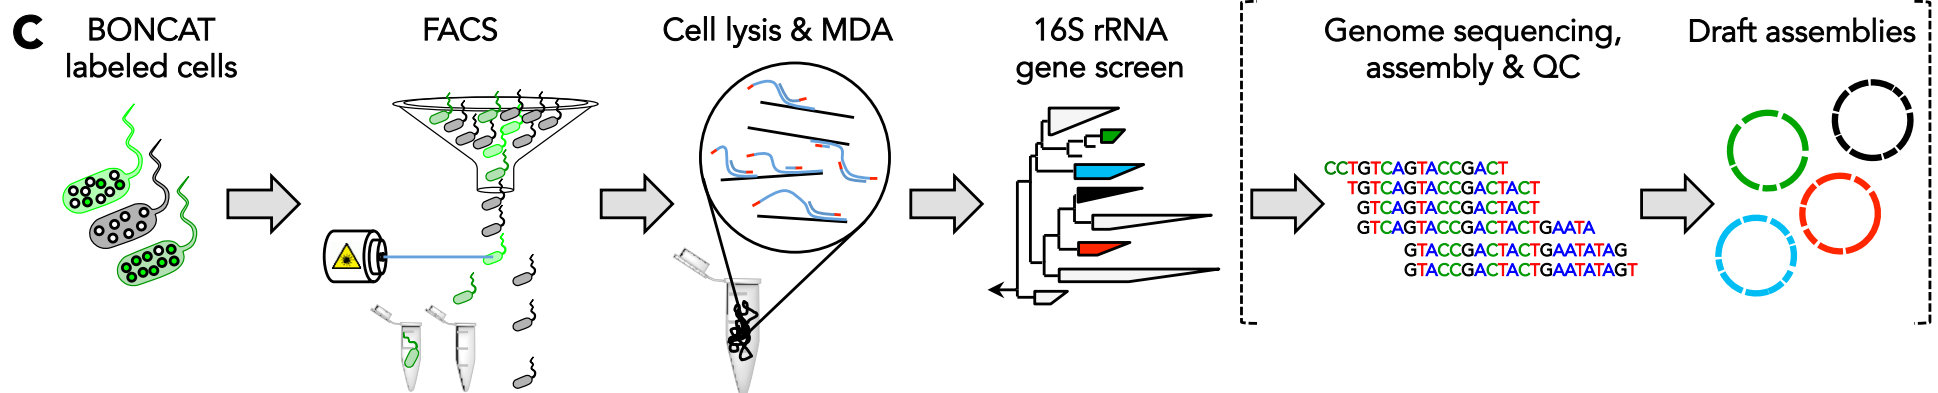 C
BONCAT
labeled cells
FACS
Cell lysis & MDA
16S rRNA
gene screen
Genome sequencing,
assembly & QC
Draft assemblies
CCTGTCAGTACCGACT
TGTCAGTACCGACTACT
GTCAGTACCGACTACT
GTCAGTACCGACTACTGAATA
GTACCGACTACTGAATATAG
GTACCGACTACTGAATATAGT